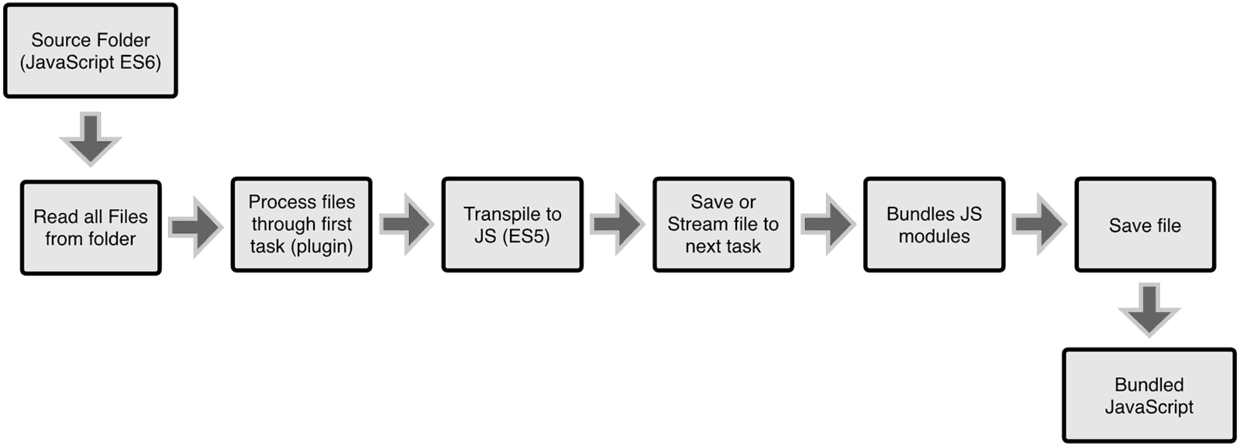 Source Folder
(JavaScript ES6)
Read all Files
from folder
Process files
through first
task (plugin)
Transpile to
JS (ES5)
Save or
Stream file to
next task
Bundles JS
modules
Save file
Bundled
JavaScript